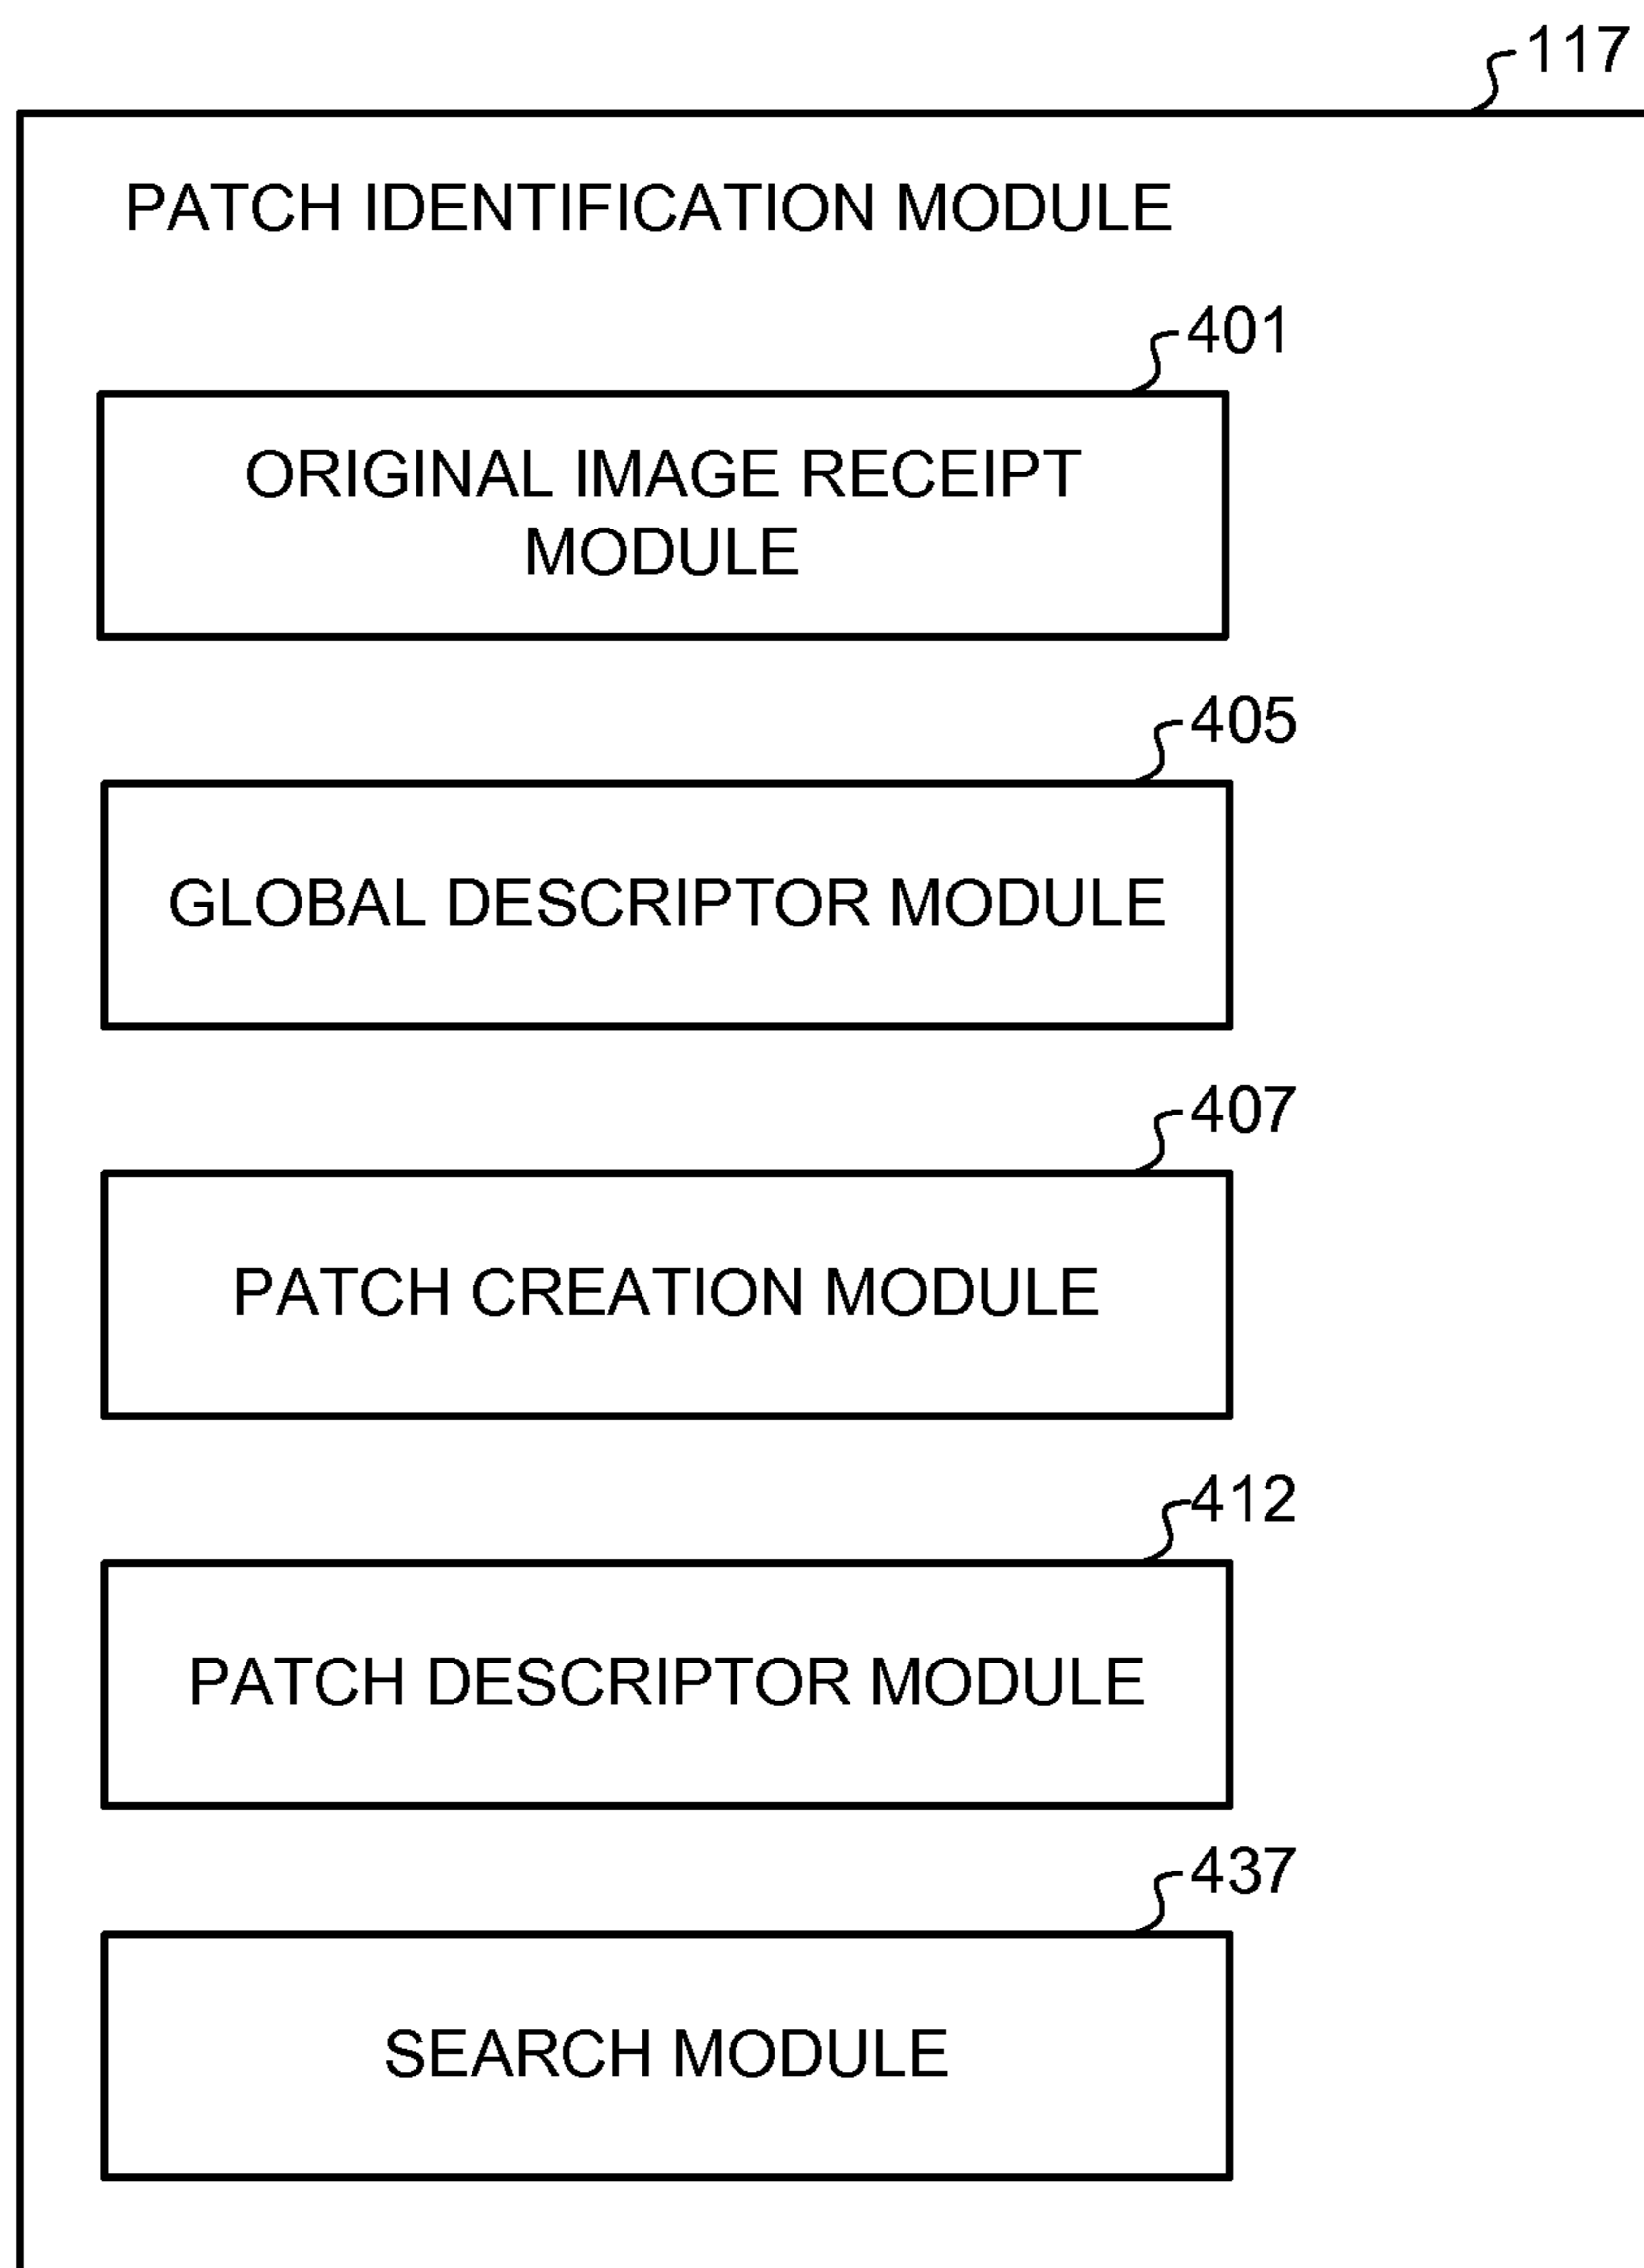 117
PATCH IDENTIFICATION MODULE
401
ORIGINAL IMAGE RECEIPT
MODULE
405
GLOBAL DESCRIPTOR MODULE
407
PATCH CREATION MODULE
412
PATCH DESCRIPTOR MODULE
437
SEARCH MODULE